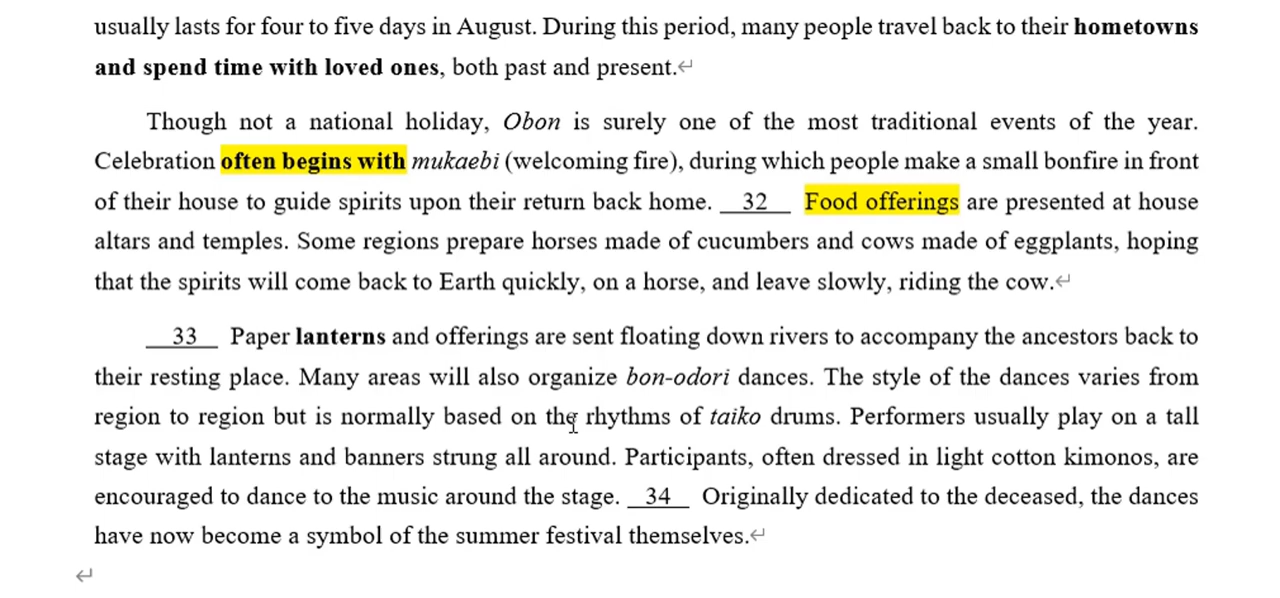 usually lasts for four to five days in August. During this period, many people travel back to their hometowns
and spend time with loved ones, both past and present.↵
Though not a national holiday, Obon is surely one of the most traditional events of the year.
Celebration often begins with mukaebi (welcoming fire), during which people make a small bonfire in front
of their house to guide spirits upon their return back home. __32__ Food offerings are presented at house
altars and temples. Some regions prepare horses made of cucumbers and cows made of eggplants, hoping
that the spirits will come back to Earth quickly, on a horse, and leave slowly, riding the cow.↵
__33__ Paper lanterns and offerings are sent floating down rivers to accompany the ancestors back to
their resting place. Many areas will also organize bon-odori dances. The style of the dances varies from
region to region but is normally based on the rhythms of taiko drums. Performers usually play on a tall
stage with lanterns and banners strung all around. Participants, often dressed in light cotton kimonos, are
encouraged to dance to the music around the stage. __34__ Originally dedicated to the deceased, the dances
have now become a symbol of the summer festival themselves.↵
↵